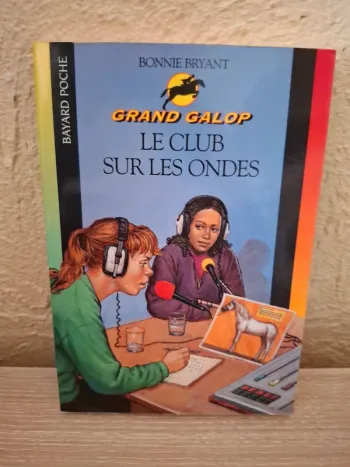 BAYARD POCHE
BONNIE BRYANT
GRAND GALOP
LE CLUB
SUR LES ONDES